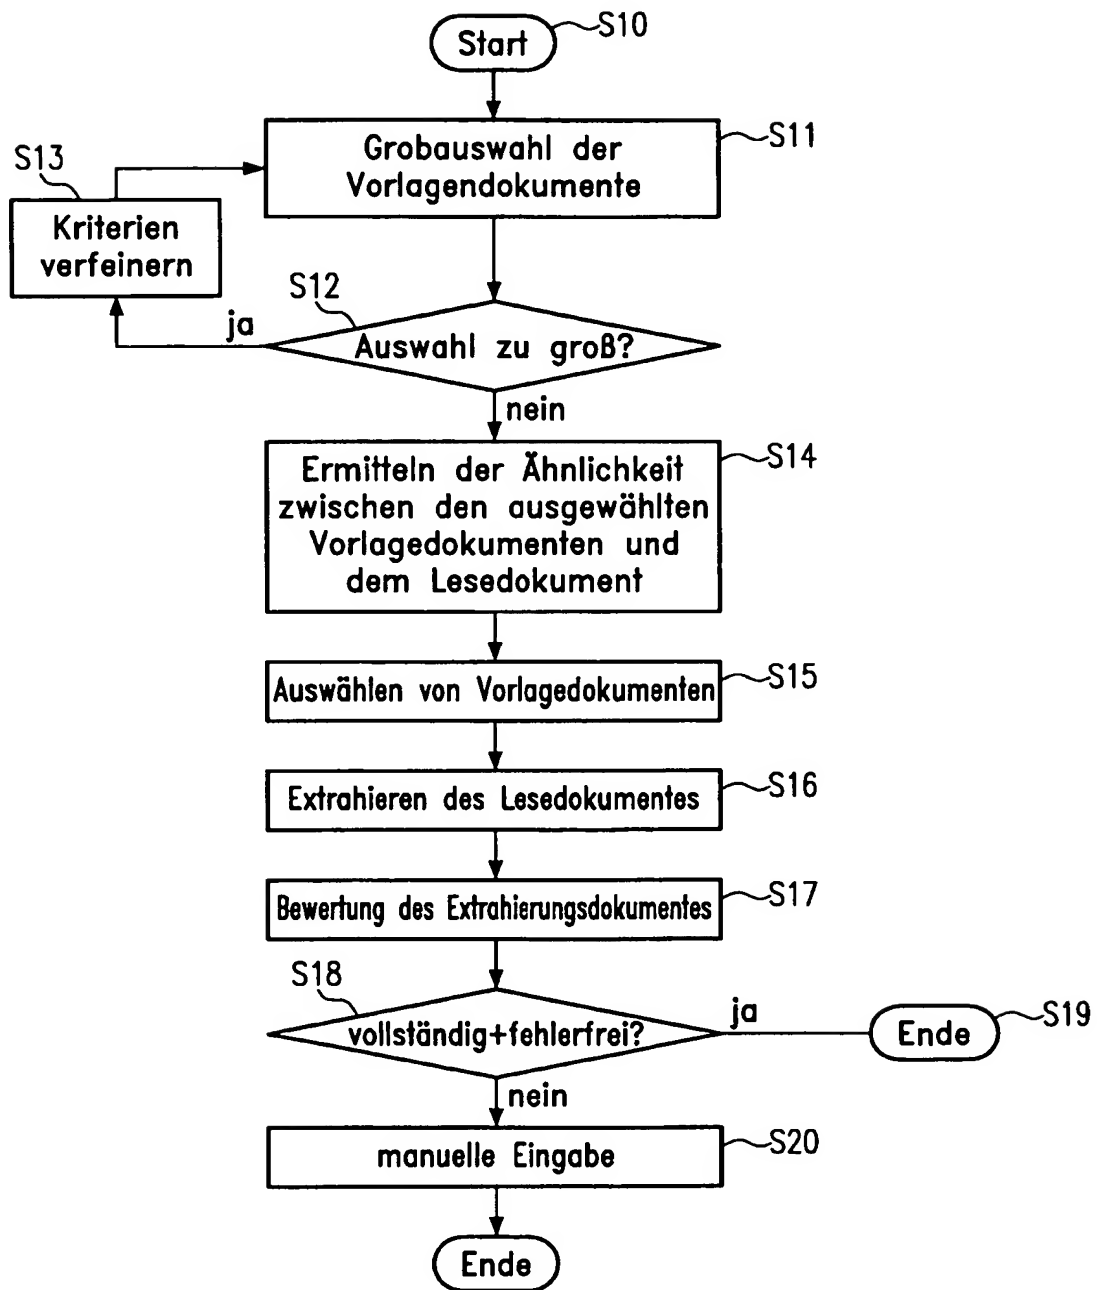 Start
S10
Grobauswahl der
Vorlagendokumente
S11
S13
Kriterien
verfeinern
S12
ja
Auswahl zu groß?
nein
Ermitteln der Ähnlichkeit
zwischen den ausgewählten
Vorlagedokumenten und
dem Lesedokument
S14
Auswählen von Vorlagedokumenten
S15
Extrahieren des Lesedokumentes
S16
Bewertung des Extrahierungsdokumentes
S17
S18
vollständig+fehlerfrei?
ja
Ende
S19
nein
manuelle Eingabe
S20
Ende